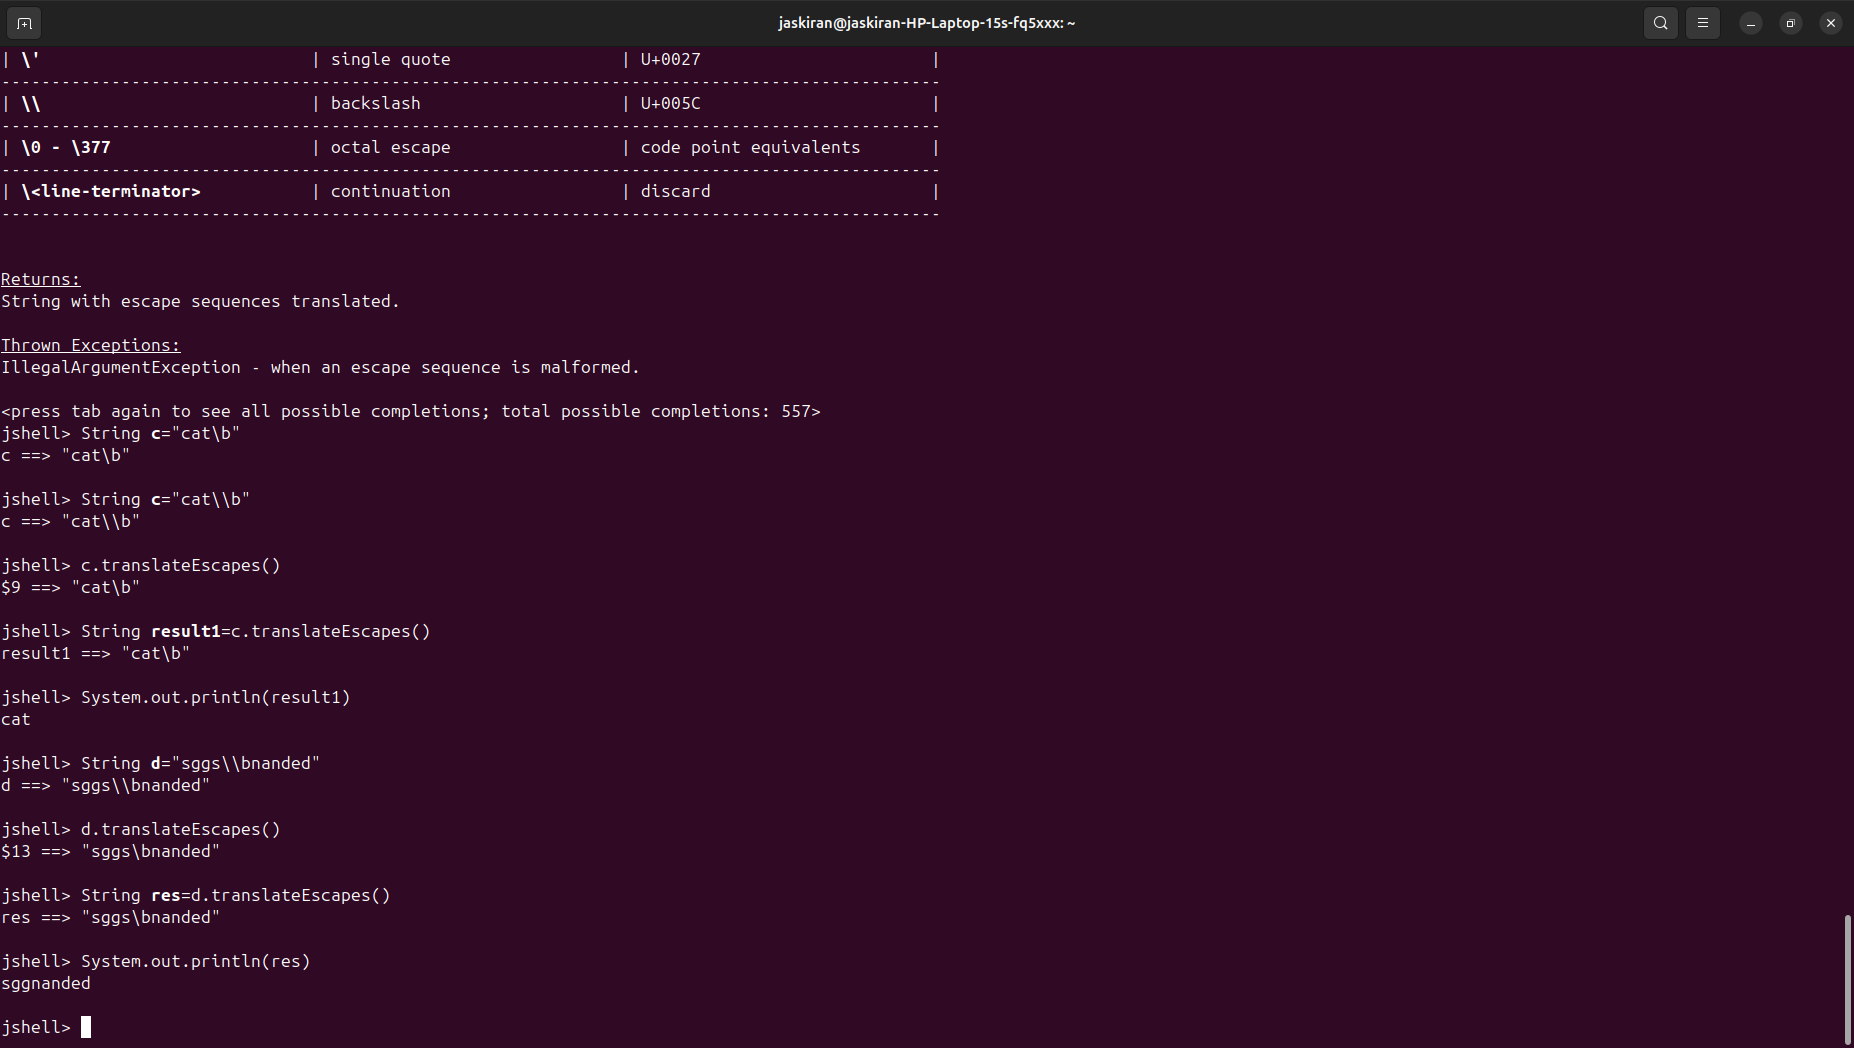 jaskiran@jaskiran-HP-Laptop-15s-fq5xxx: ~
| \' | single quote | U+0027 |
----------------------------------------------------------------------------------------------
| \\ | backslash | U+005C |
----------------------------------------------------------------------------------------------
| \0 - \377 | octal escape | code point equivalents |
----------------------------------------------------------------------------------------------
| \<line-terminator> | continuation | discard |
----------------------------------------------------------------------------------------------
Returns:
String with escape sequences translated.
Thrown Exceptions:
IllegalArgumentException - when an escape sequence is malformed.
<press tab again to see all possible completions; total possible completions: 557>
jshell> String c="cat\b"
c ==> "cat\b"
jshell> String c="cat\\b"
c ==> "cat\\b"
jshell> c.translateEscapes()
$9 ==> "cat\b"
jshell> String result1=c.translateEscapes()
result1 ==> "cat\b"
jshell> System.out.println(result1)
cat
jshell> String d="sggs\\bnanded"
d ==> "sggs\\bnanded"
jshell> d.translateEscapes()
$13 ==> "sggs\bnanded"
jshell> String res=d.translateEscapes()
res ==> "sggs\bnanded"
jshell> System.out.println(res)
sggnanded
jshell>